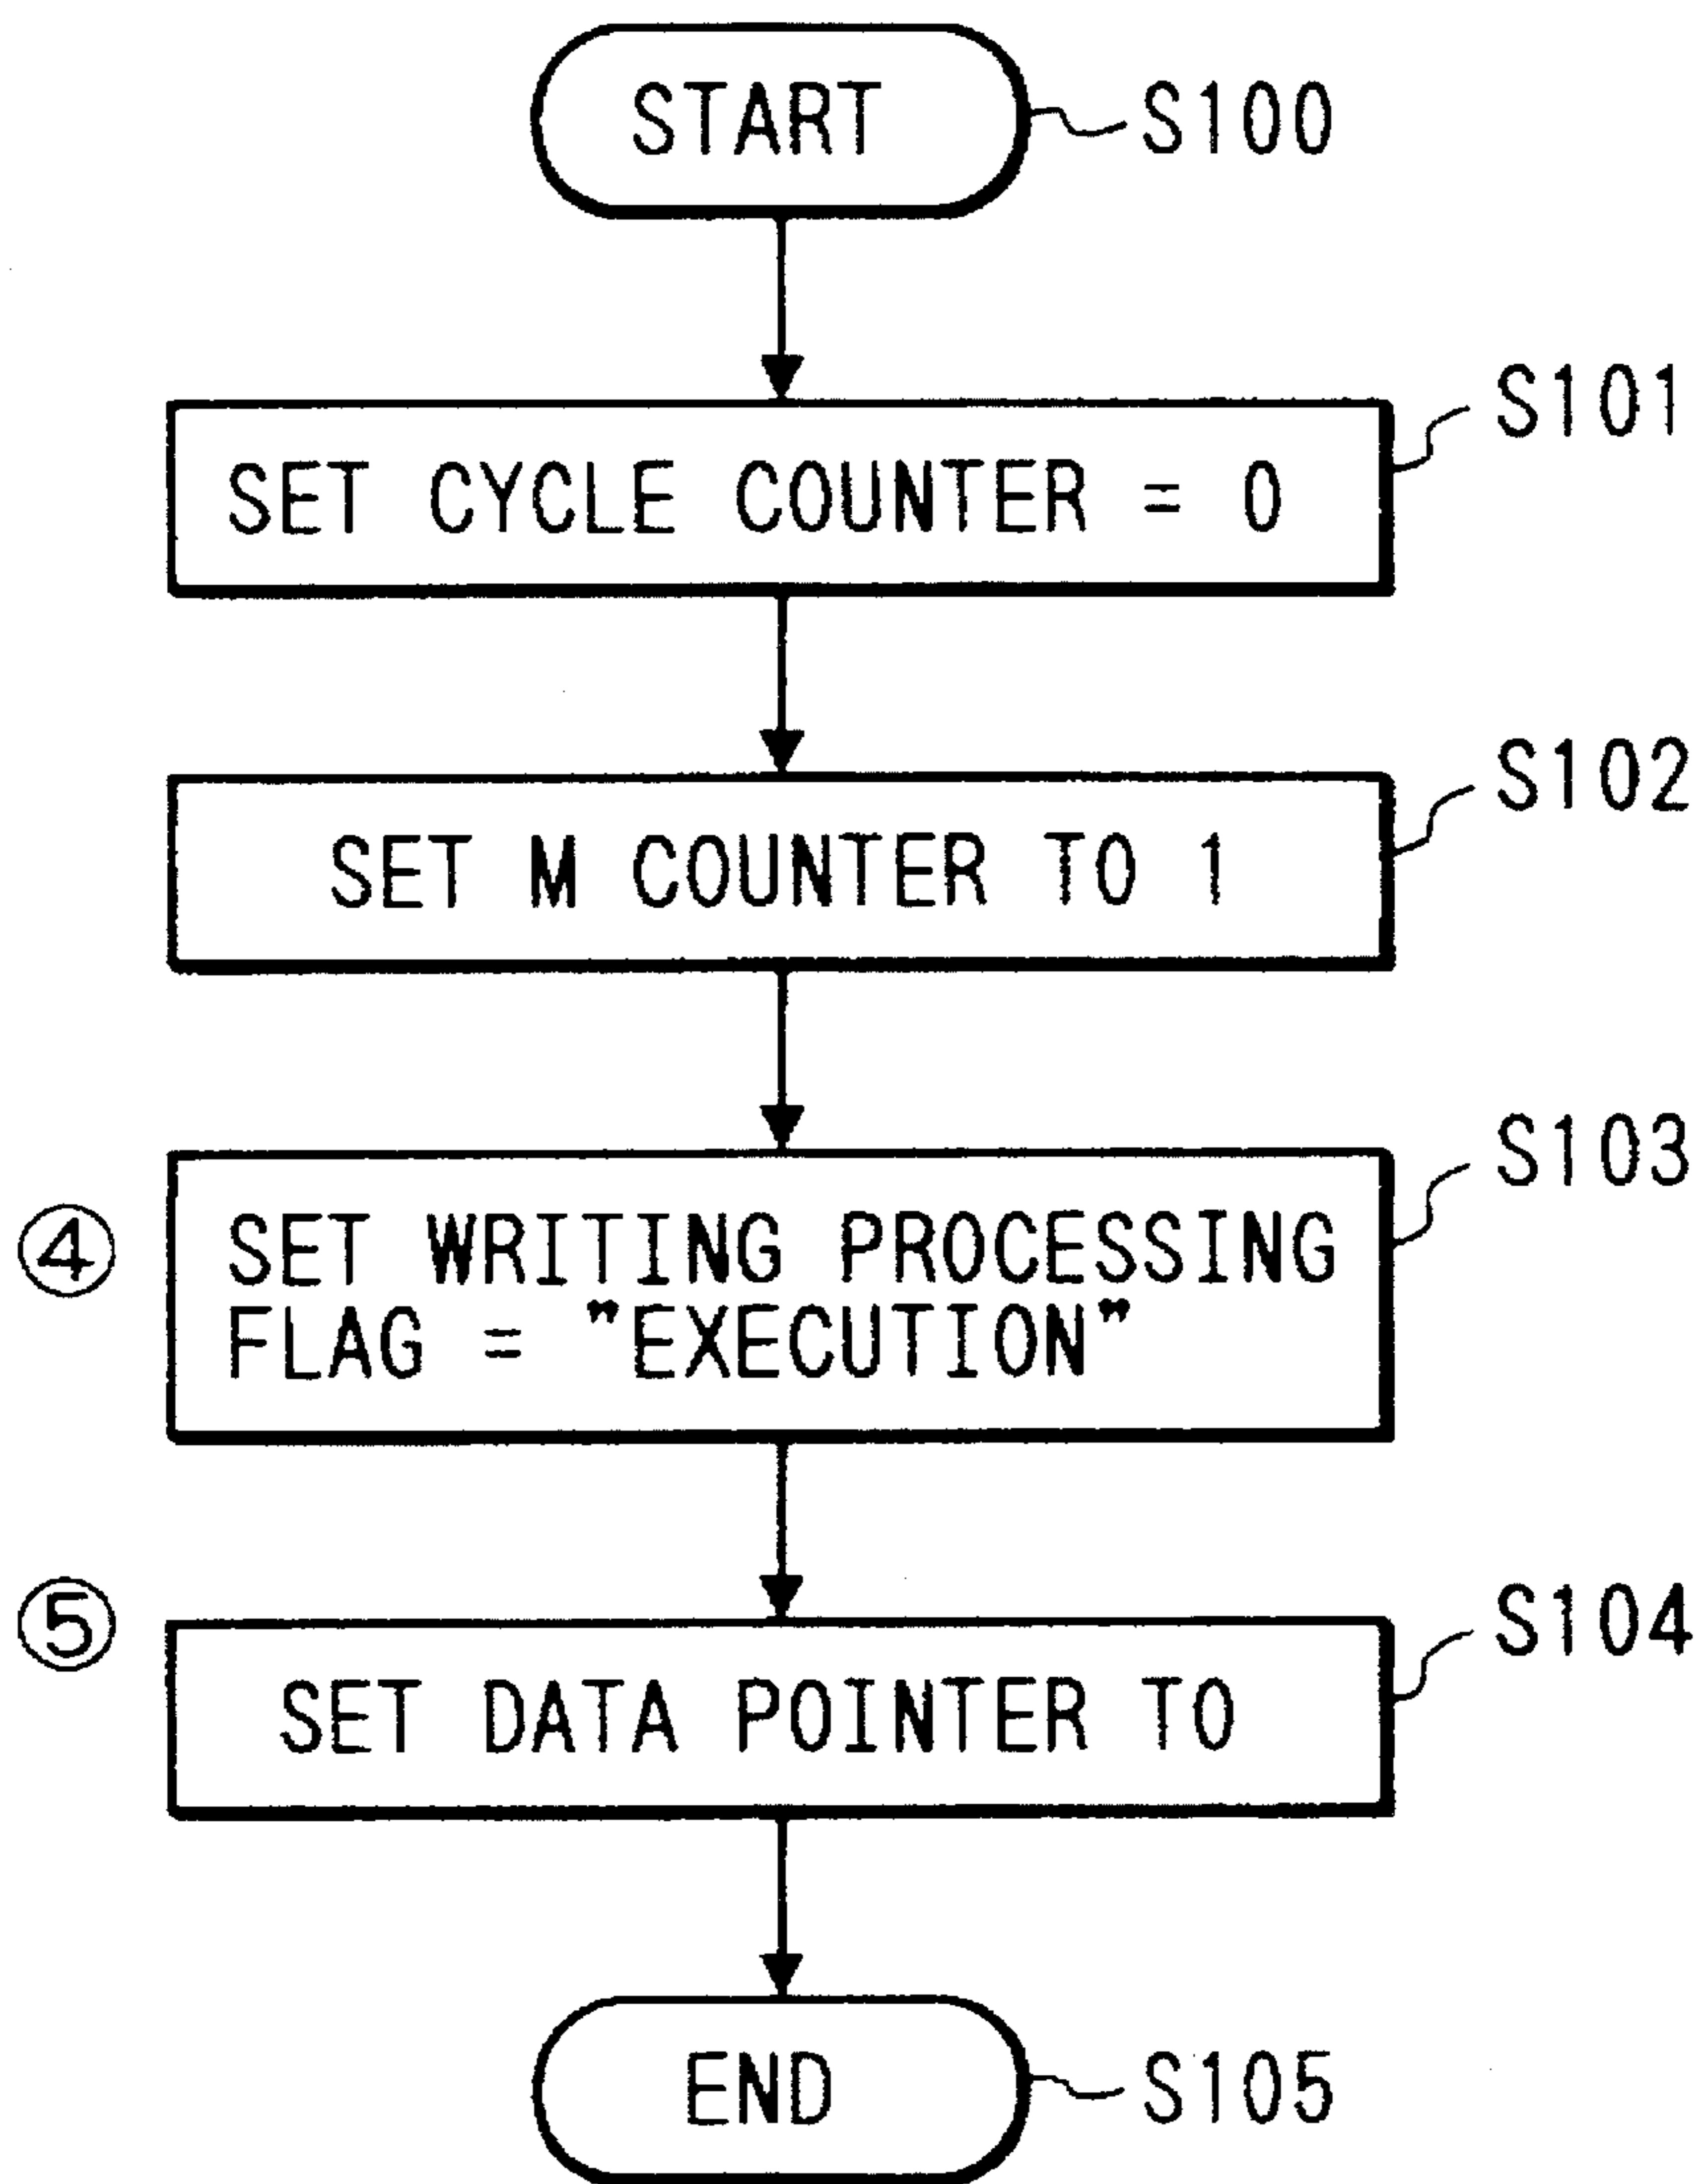 START
S100
S101
SET CYCLE COUNTER = 0
S102
SET M COUNTER TO 1
S103
④
SET WRITING PROCESSING
FLAG = "EXECUTION"
⑤
S104
SET DATA POINTER TO
END
S105